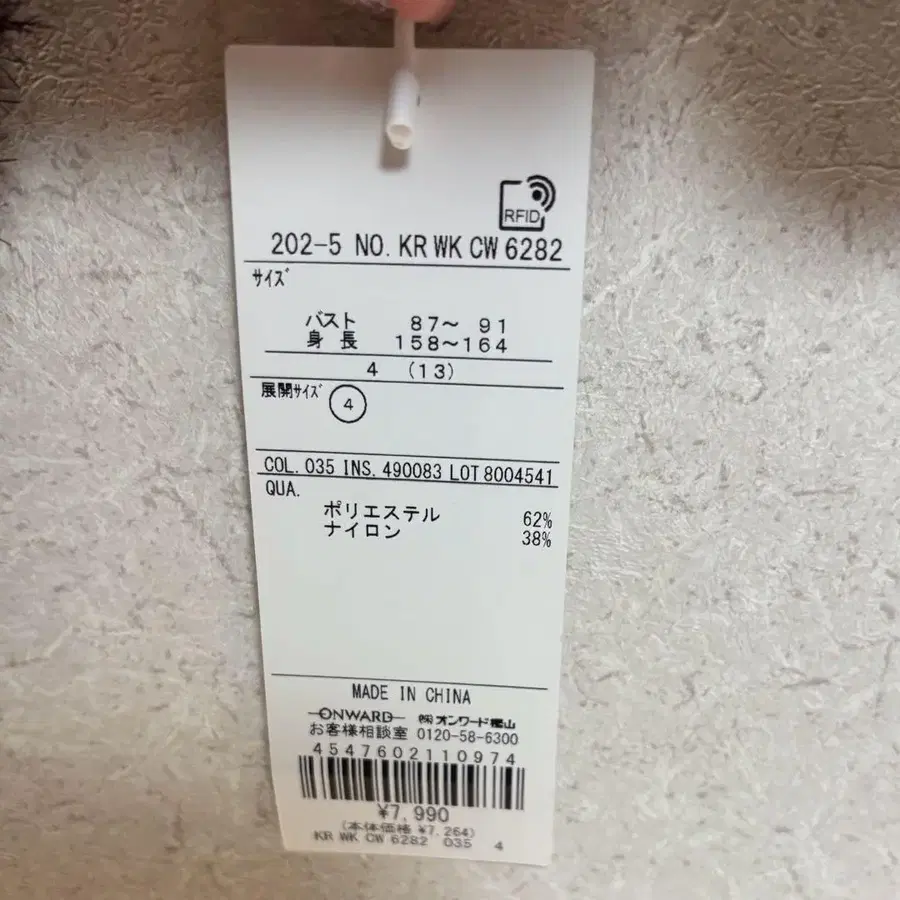 RFID
202-5 NO. KR WK CW 6282
サイズ
バスト 87～ 91
身 長 158～164
4 (13)
展開サイズ 4
COL. 035 INS. 490083 LOT 8004541
QUA.
ポリエステル 62%
ナイロン 38%
MADE IN CHINA
ONWARD ㈱オンワード樫山
お客様相談室 0120-58-6300
4547602110974
¥7,990
(本体価格 ¥7,264)
KR WK CW 6282 035 4